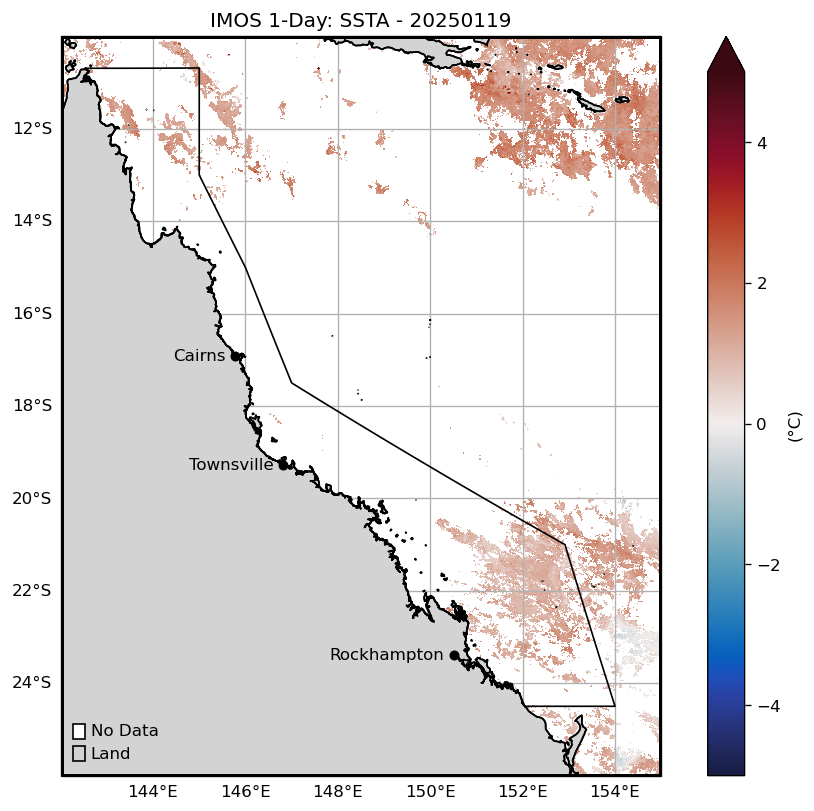 IMOS 1-Day: SSTA - 20250119
12°S
14°S
16°S
18°S
20°S
22°S
24°S
Cairns
Townsville
Rockhampton
No Data
Land
144°E 146°E 148°E 150°E 152°E 154°E
4
2
0
−2
−4
(°C)